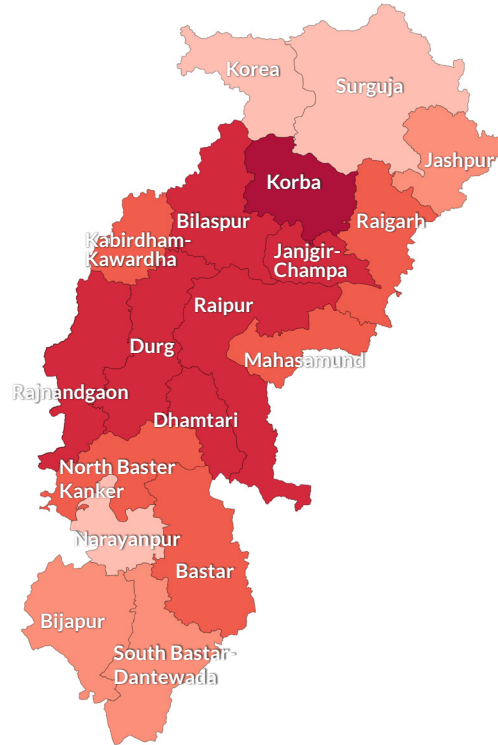 Korea
Surguja
Jashpur
Korba
Bilaspur
Raigarh
Kabirdham-
Kawardha
Janjgir-
Champa
Raipur
Durg
Mahasamund
Rajnandgaon
Dhamtari
North Baster
Kanker
Narayanpur
Bastar
Bijapur
South Bastar-
Dantewada